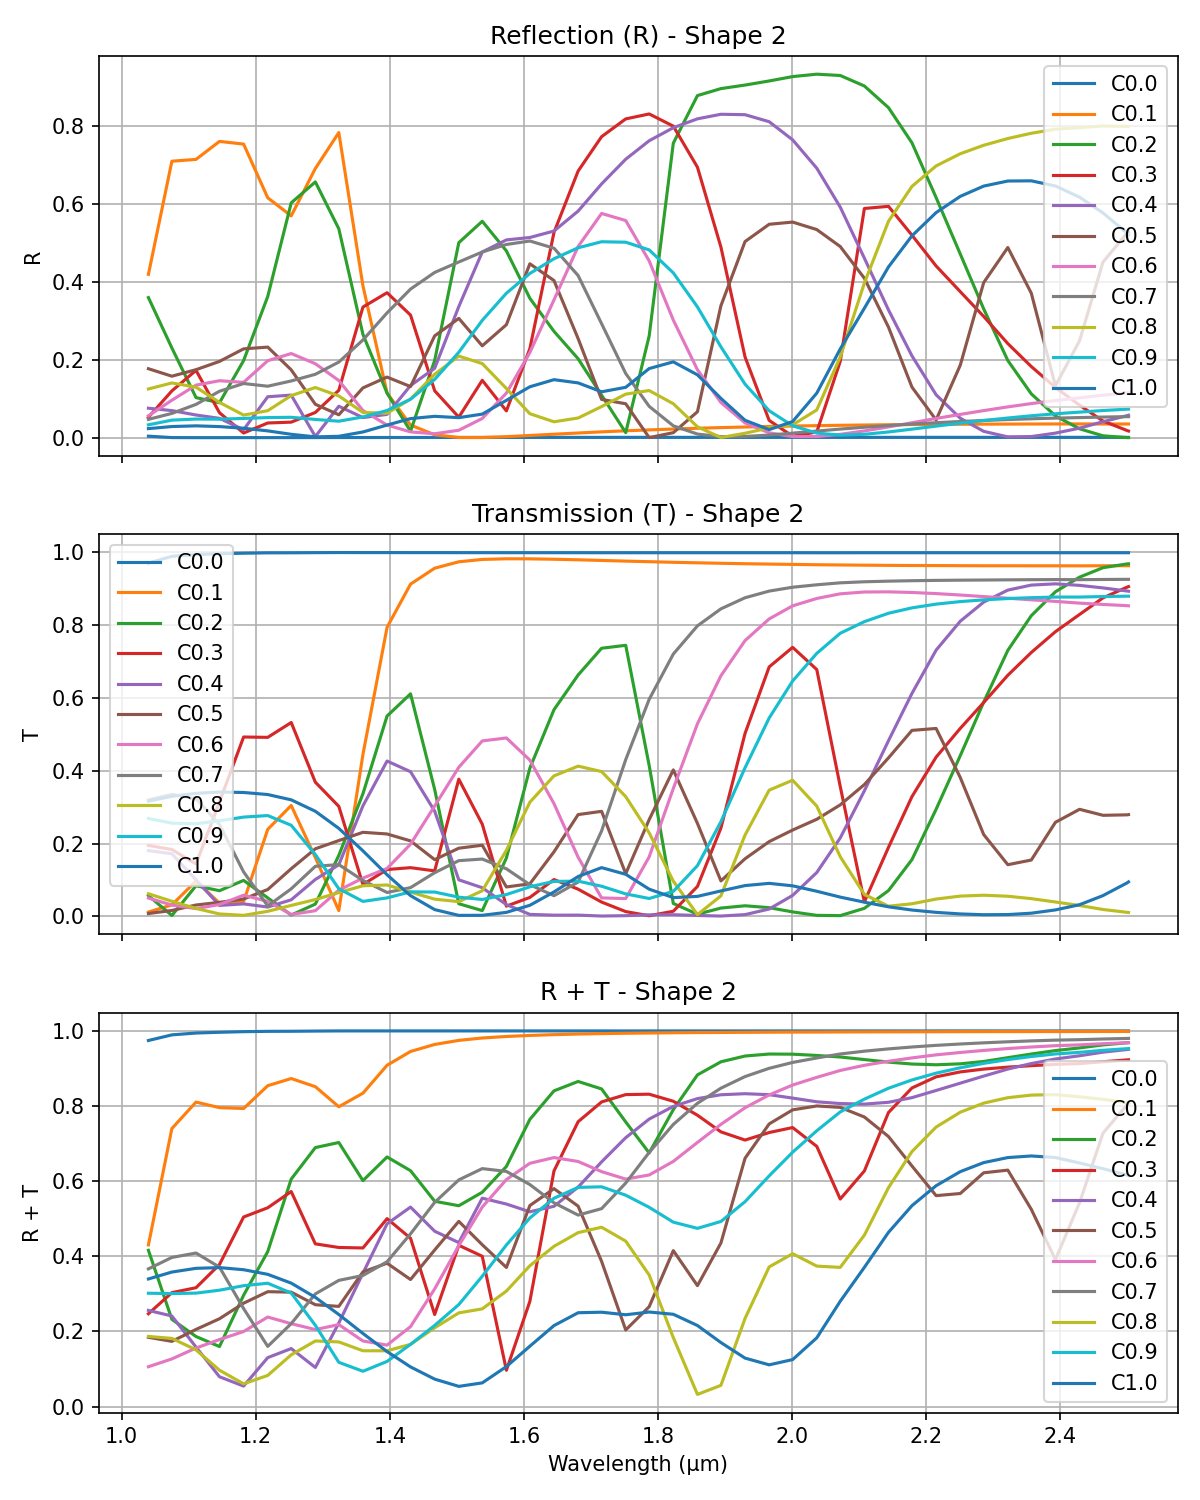 Reflection (R) - Shape 2
0.8
0.6
0.4
0.2
0.0
R
C0.0
C0.1
C0.2
C0.3
C0.4
C0.5
C0.6
C0.7
C0.8
C0.9
C1.0
Transmission (T) - Shape 2
1.0
0.8
0.6
0.4
0.2
0.0
T
C0.0
C0.1
C0.2
C0.3
C0.4
C0.5
C0.6
C0.7
C0.8
C0.9
C1.0
R + T - Shape 2
1.0
0.8
0.6
0.4
0.2
0.0
R + T
C0.0
C0.1
C0.2
C0.3
C0.4
C0.5
C0.6
C0.7
C0.8
C0.9
C1.0
1.0 1.2 1.4 1.6 1.8 2.0 2.2 2.4
Wavelength (μm)